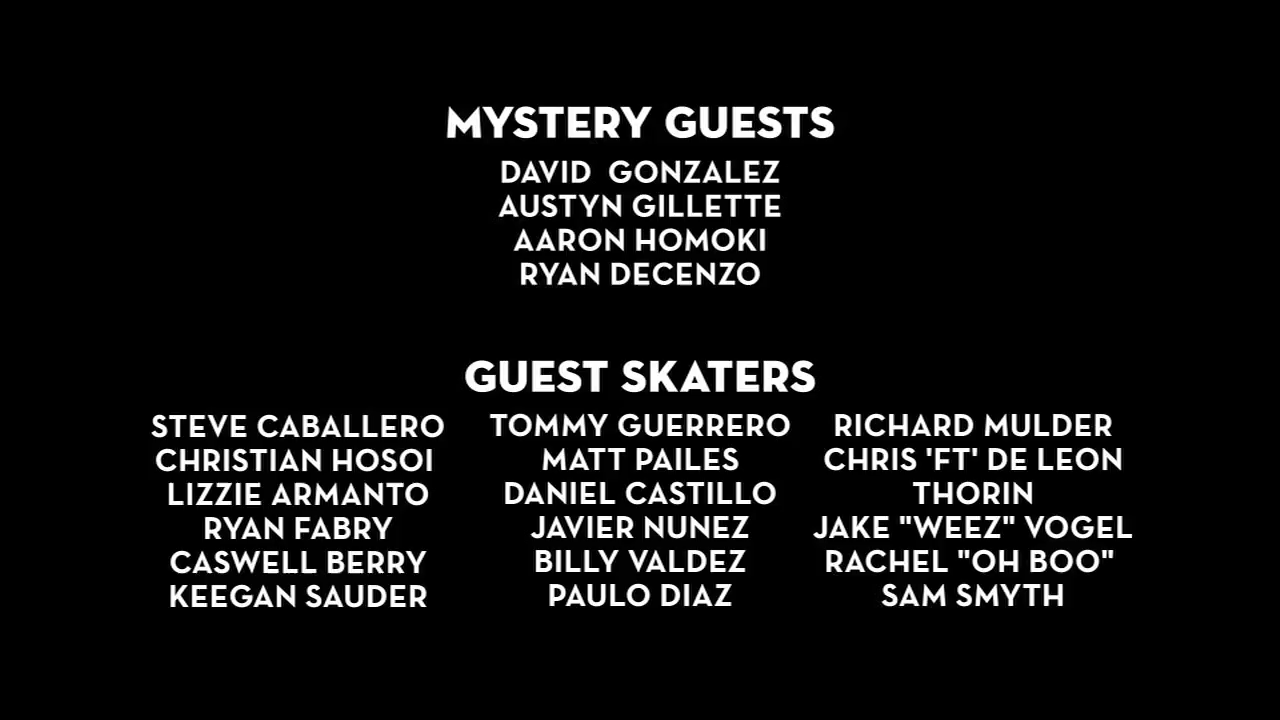 MYSTERY GUESTS
DAVID GONZALEZ
AUSTYN GILLETTE
AARON HOMOKI
RYAN DECENZO
GUEST SKATERS
STEVE CABALLERO
CHRISTIAN HOSOI
LIZZIE ARMANTO
RYAN FABRY
CASWELL BERRY
KEEGAN SAUDER
TOMMY GUERRERO
MATT PAILES
DANIEL CASTILLO
JAVIER NUNEZ
BILLY VALDEZ
PAULO DIAZ
RICHARD MULDER
CHRIS 'FT' DE LEON
THORIN
JAKE "WEEZ" VOGEL
RACHEL "OH BOO"
SAM SMYTH